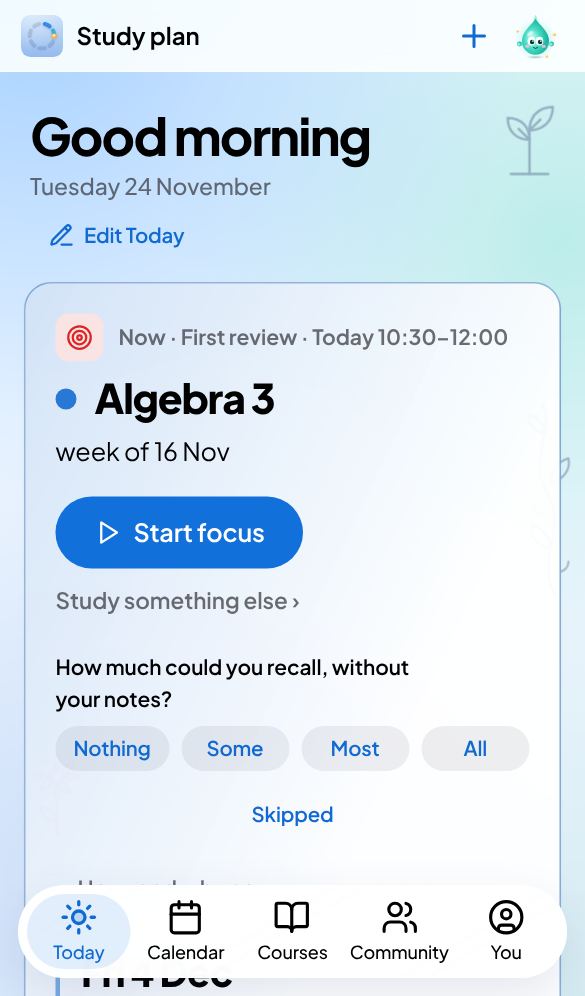 Study plan
Good morning
Tuesday 24 November
Edit Today
Now · First review · Today 10:30–12:00
Algebra 3
week of 16 Nov
Start focus
Study something else ›
How much could you recall, without
your notes?
Nothing Some Most All
Skipped
Today Calendar Courses Community You